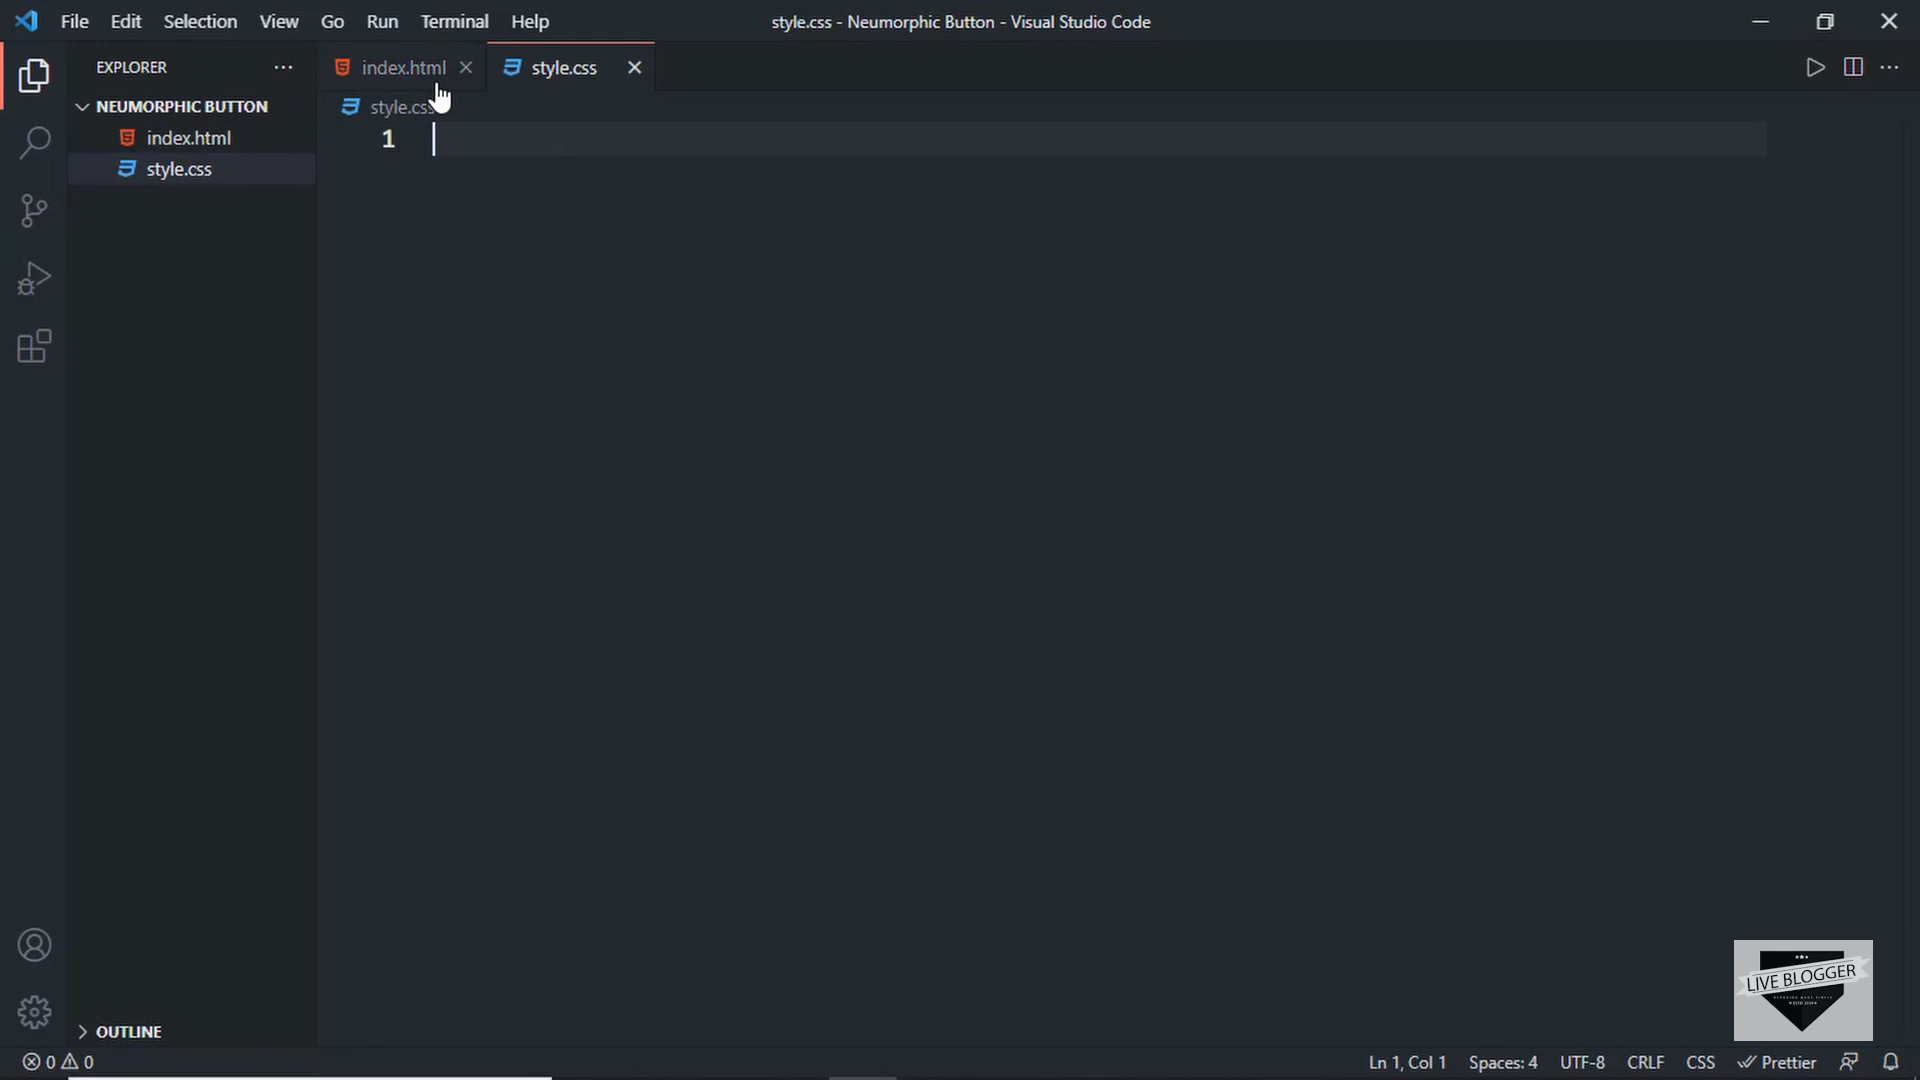 File Edit Selection View Go Run Terminal Help
style.css - Neumorphic Button - Visual Studio Code
EXPLORER
index.html
style.css
NEUMORPHIC BUTTON
style.css
index.html
style.css
1
LIVE BLOGGER
OUTLINE
0 0
Ln 1, Col 1 Spaces: 4 UTF-8 CRLF CSS Prettier